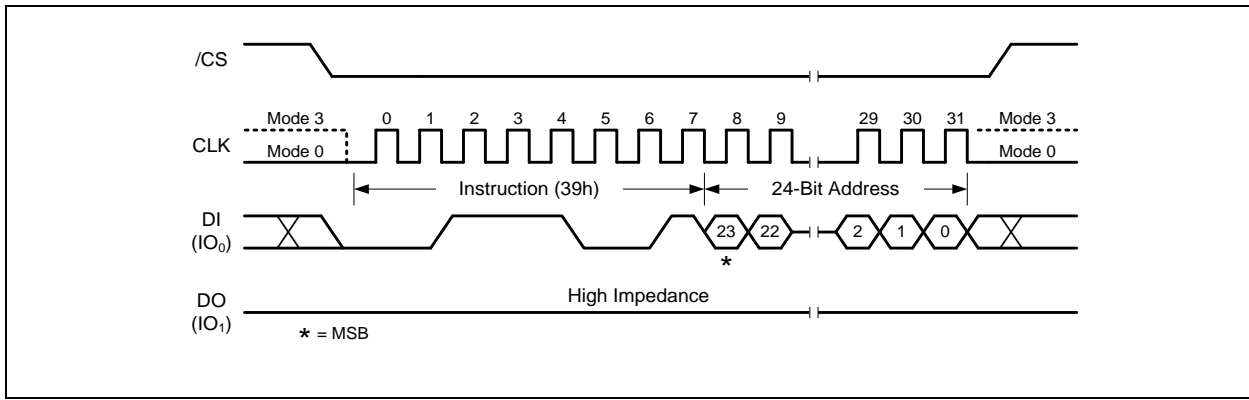 /CS
Mode 3 0 1 2 3 4 5 6 7 8 9 29 30 31 Mode 3
CLK
Mode 0 Mode 0
Instruction (39h) 24-Bit Address
DI
(IO₀)
23 22 2 1 0
*
High Impedance
DO
(IO₁)
* = MSB